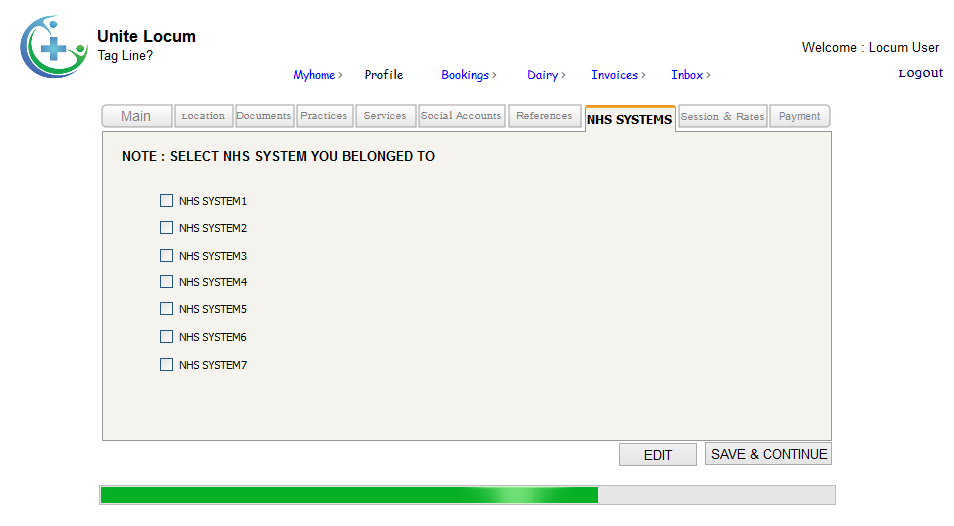 Unite Locum
Tag Line?
Welcome : Locum User
Logout
Myhome > Profile Bookings > Dairy > Invoices > Inbox >
Main Location Documents Practices Services Social Accounts References NHS SYSTEMS Session & Rates Payment
NOTE : SELECT NHS SYSTEM YOU BELONGED TO
NHS SYSTEM1
NHS SYSTEM2
NHS SYSTEM3
NHS SYSTEM4
NHS SYSTEM5
NHS SYSTEM6
NHS SYSTEM7
EDIT SAVE & CONTINUE